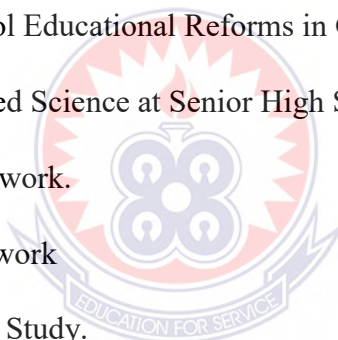 ol Educational Reforms in
ed Science at Senior High S
work.
work
EDUCATION FOR SERVICE
Study.